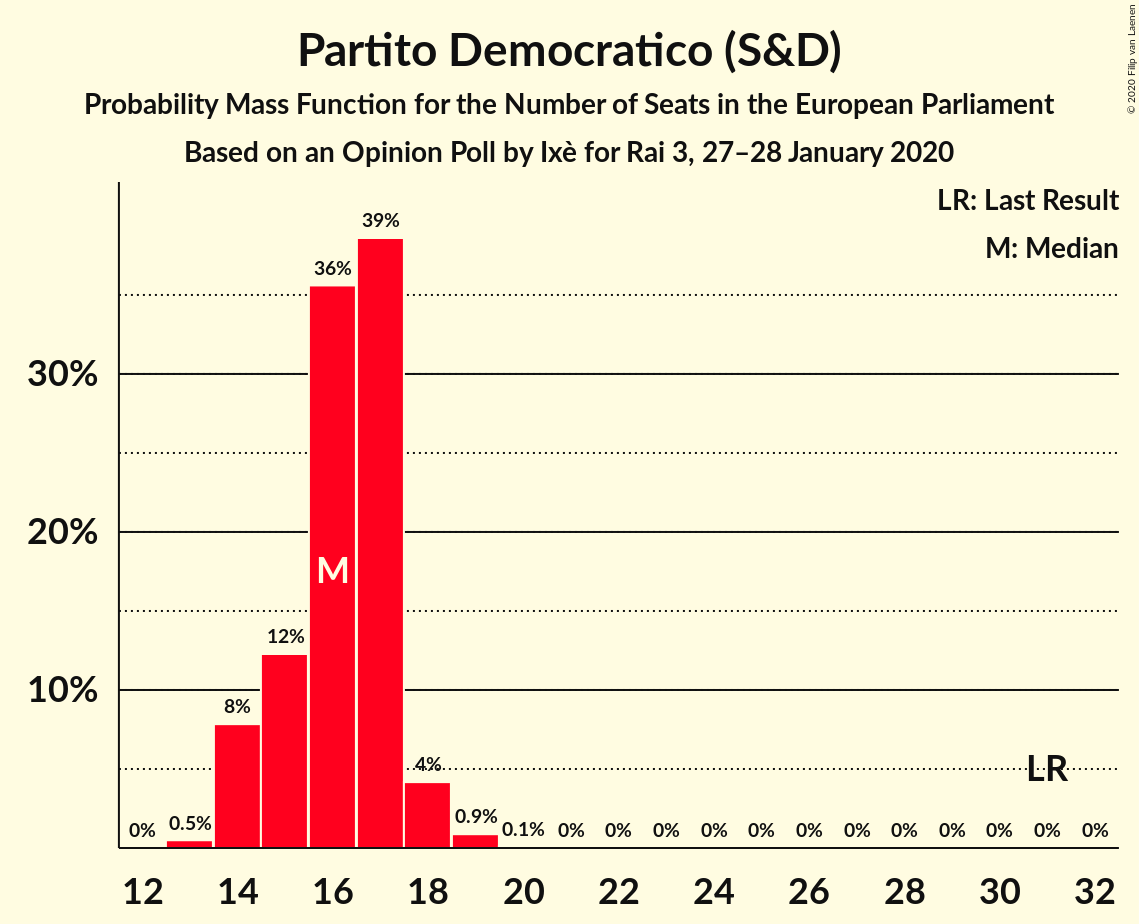 Partito Democratico (S&D)
Probability Mass Function for the Number of Seats in the European Parliament
Based on an Opinion Poll by Ixè for Rai 3, 27–28 January 2020
© 2020 Filip van Laenen
LR: Last Result
M: Median
39%
36%
30%
20%
M
12%
10%
8%
4%
LR
0% 0.5% 0.9% 0.1% 0% 0% 0% 0% 0% 0% 0% 0% 0% 0% 0% 0%
12 14 16 18 20 22 24 26 28 30 32